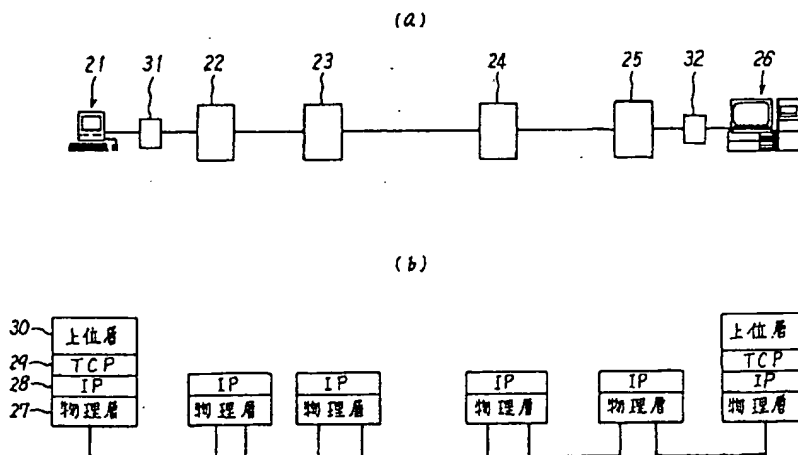 (a)
21 31 22 23 24 25 32 26
(b)
30 上位層 上位層
29 TCP TCP
28 IP IP IP IP IP IP
27 物理層 物理層 物理層 物理層 物理層 物理層